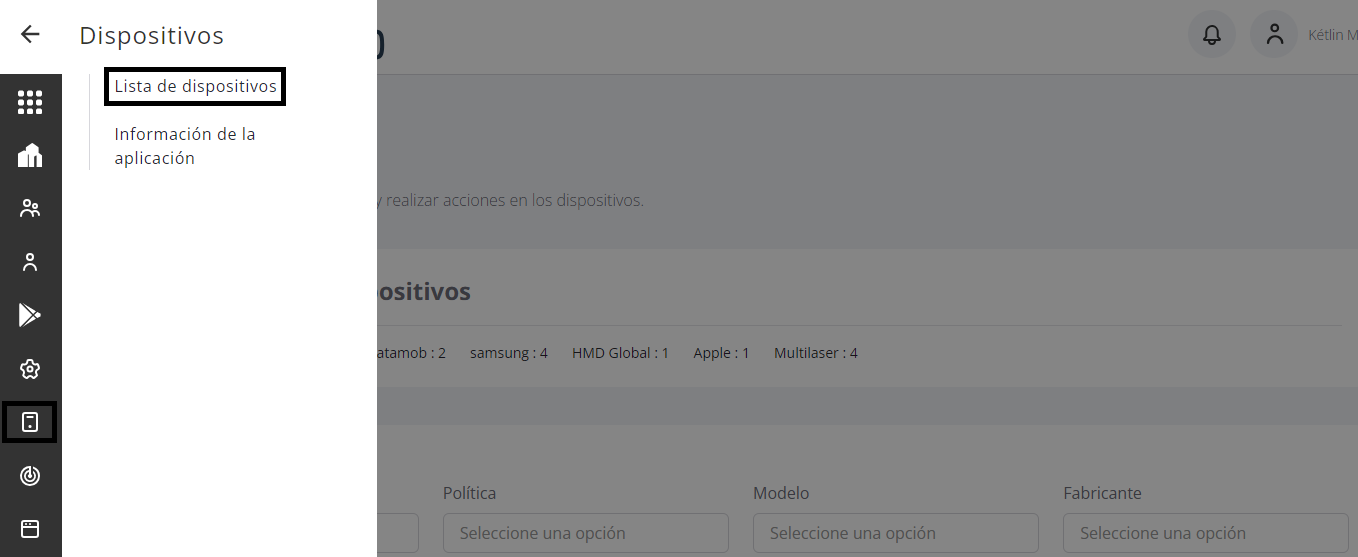 Dispositivos
Kétlin M
Lista de dispositivos
Información de la
aplicación
y realizar acciones en los dispositivos.
positivos
atamob : 2 samsung : 4 HMD Global : 1 Apple : 1 Multilaser : 4
Política Modelo Fabricante
Seleccione una opción Seleccione una opción Seleccione una opción